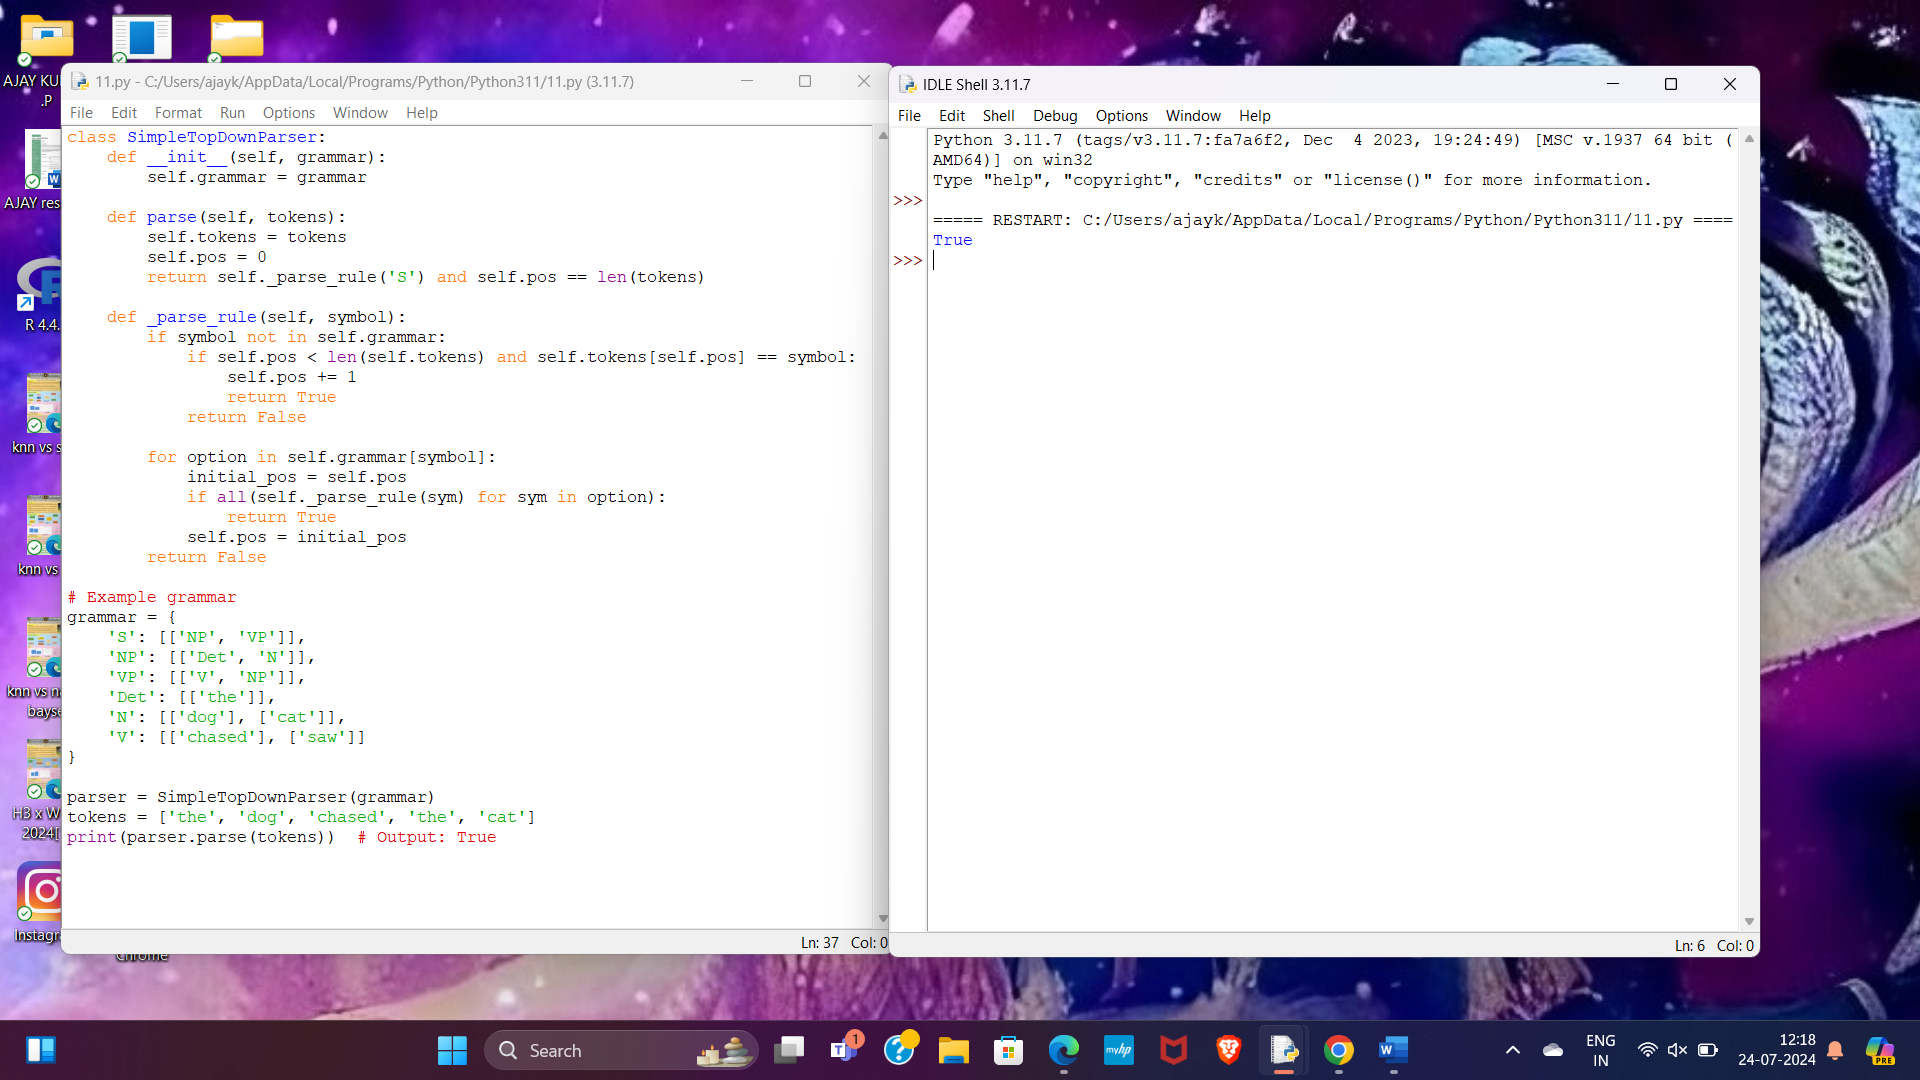 AJAY KU
.P
AJAY res
R 4.4.
knn vs s
knn vs
knn vs n
bayse
H3 x W
2024[
Instagr
Chrome
11.py - C:/Users/ajayk/AppData/Local/Programs/Python/Python311/11.py (3.11.7)
File Edit Format Run Options Window Help
class SimpleTopDownParser:
    def __init__(self, grammar):
        self.grammar = grammar

    def parse(self, tokens):
        self.tokens = tokens
        self.pos = 0
        return self._parse_rule('S') and self.pos == len(tokens)

    def _parse_rule(self, symbol):
        if symbol not in self.grammar:
            if self.pos < len(self.tokens) and self.tokens[self.pos] == symbol:
                self.pos += 1
                return True
            return False

        for option in self.grammar[symbol]:
            initial_pos = self.pos
            if all(self._parse_rule(sym) for sym in option):
                return True
            self.pos = initial_pos
        return False

# Example grammar
grammar = {
    'S': [['NP', 'VP']],
    'NP': [['Det', 'N']],
    'VP': [['V', 'NP']],
    'Det': [['the']],
    'N': [['dog'], ['cat']],
    'V': [['chased'], ['saw']]
}

parser = SimpleTopDownParser(grammar)
tokens = ['the', 'dog', 'chased', 'the', 'cat']
print(parser.parse(tokens))  # Output: True
Ln: 37 Col: 0
IDLE Shell 3.11.7
File Edit Shell Debug Options Window Help
Python 3.11.7 (tags/v3.11.7:fa7a6f2, Dec  4 2023, 19:24:49) [MSC v.1937 64 bit (
AMD64)] on win32
Type "help", "copyright", "credits" or "license()" for more information.
>>>
===== RESTART: C:/Users/ajayk/AppData/Local/Programs/Python/Python311/11.py ====
True
>>>
Ln: 6 Col: 0
Search
1
myhp
ENG
IN
12:18
24-07-2024
PRE